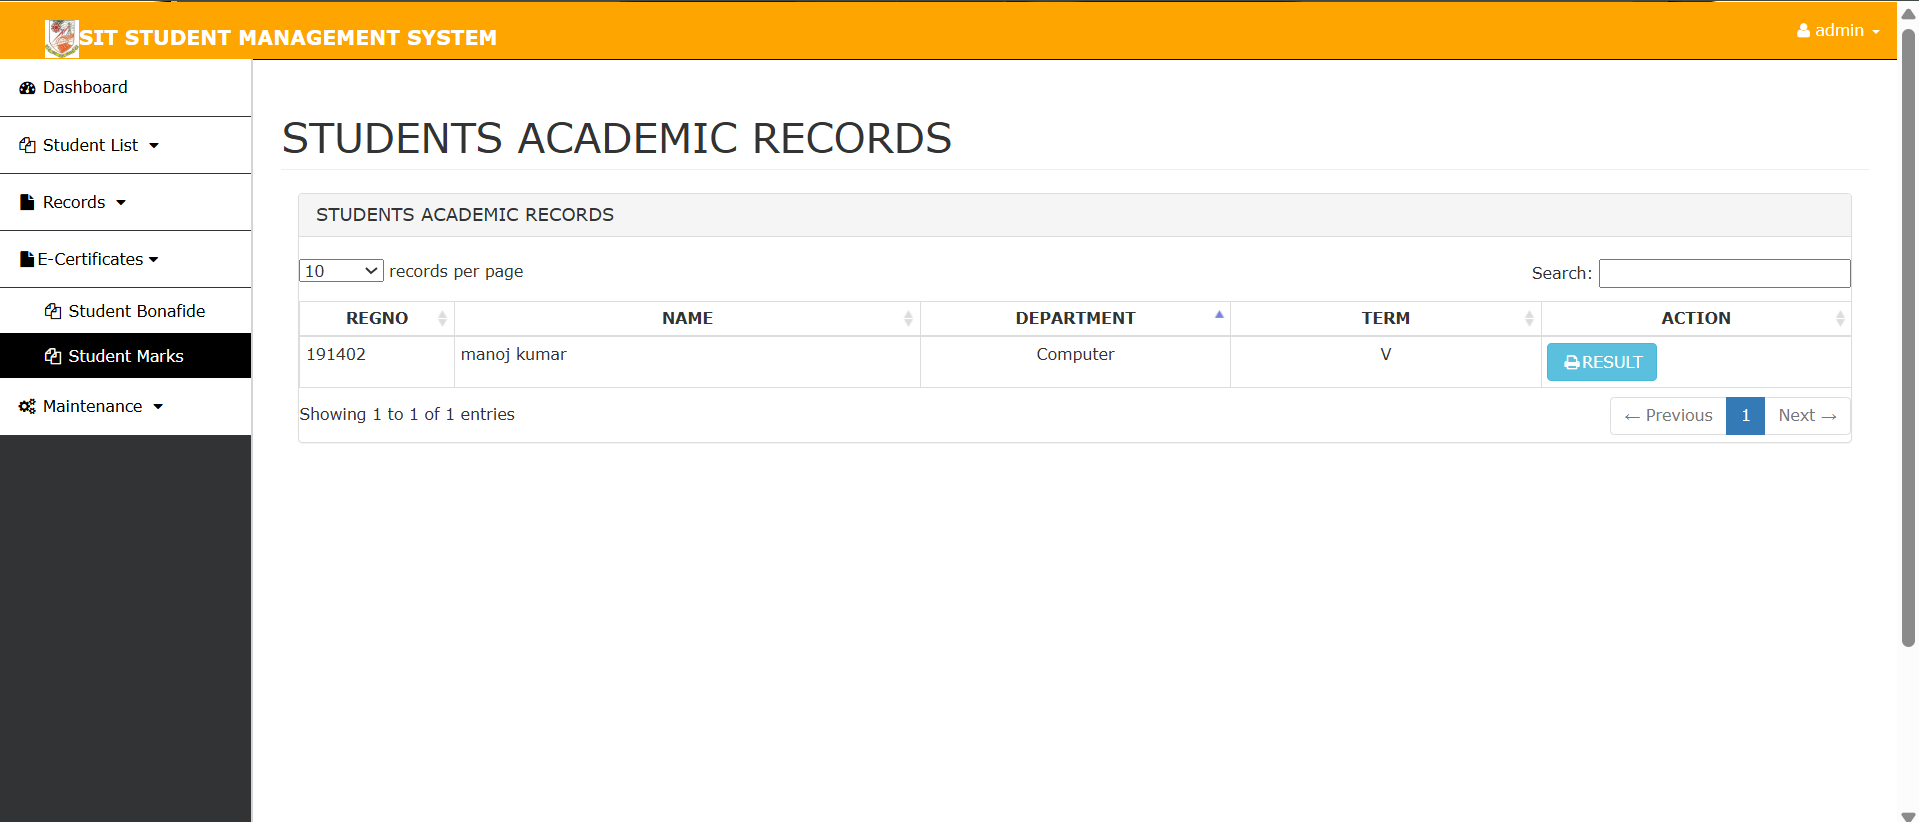 SIT STUDENT MANAGEMENT SYSTEM
admin
Dashboard
Student List
Records
E-Certificates
Student Bonafide
Student Marks
Maintenance
STUDENTS ACADEMIC RECORDS
STUDENTS ACADEMIC RECORDS
10 records per page
Search:
REGNO NAME DEPARTMENT TERM ACTION
191402 manoj kumar Computer V RESULT
Showing 1 to 1 of 1 entries
← Previous 1 Next →